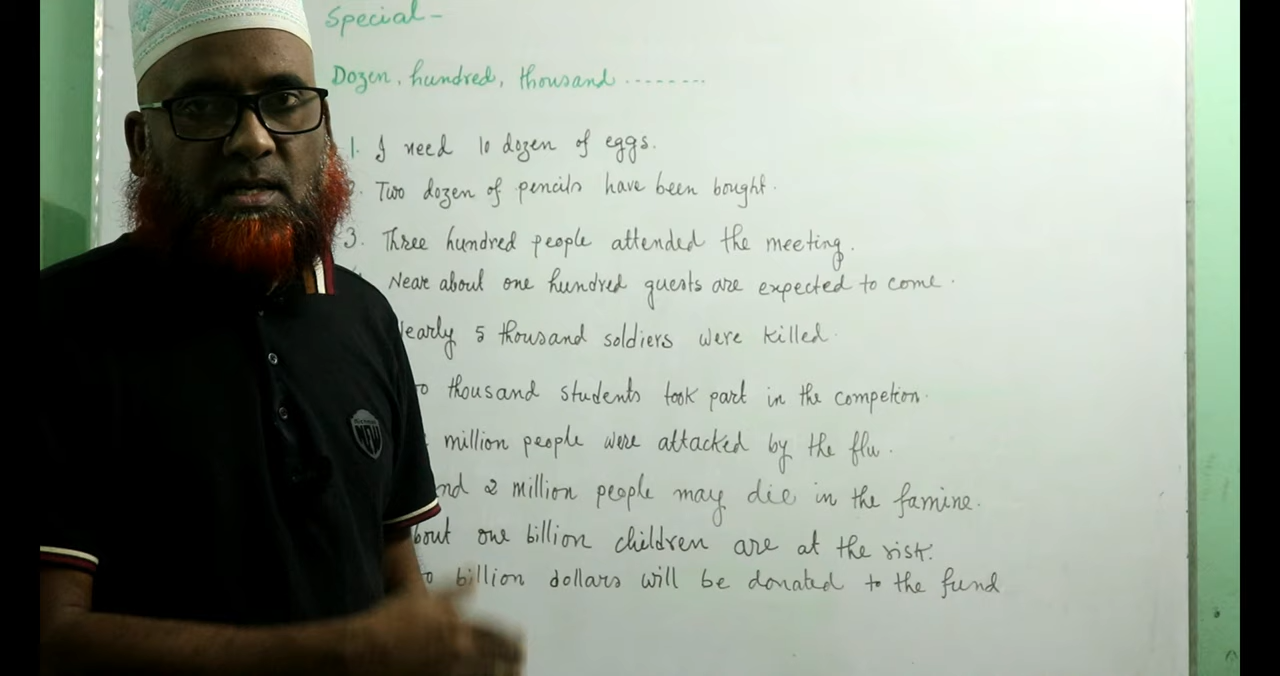 Special -
Dozen, hundred, thousand --------
1. I need 10 dozen of eggs.
Two dozen of pencils have been bought.
3. Three hundred people attended the meeting.
Near about one hundred guests are expected to come.
5 thousand soldiers were killed.
thousand students took part in the competion.
million people were attacked by the flu.
2 million people may die in the famine.
one billion children are at the risk.
billion dollars will be donated to the fund